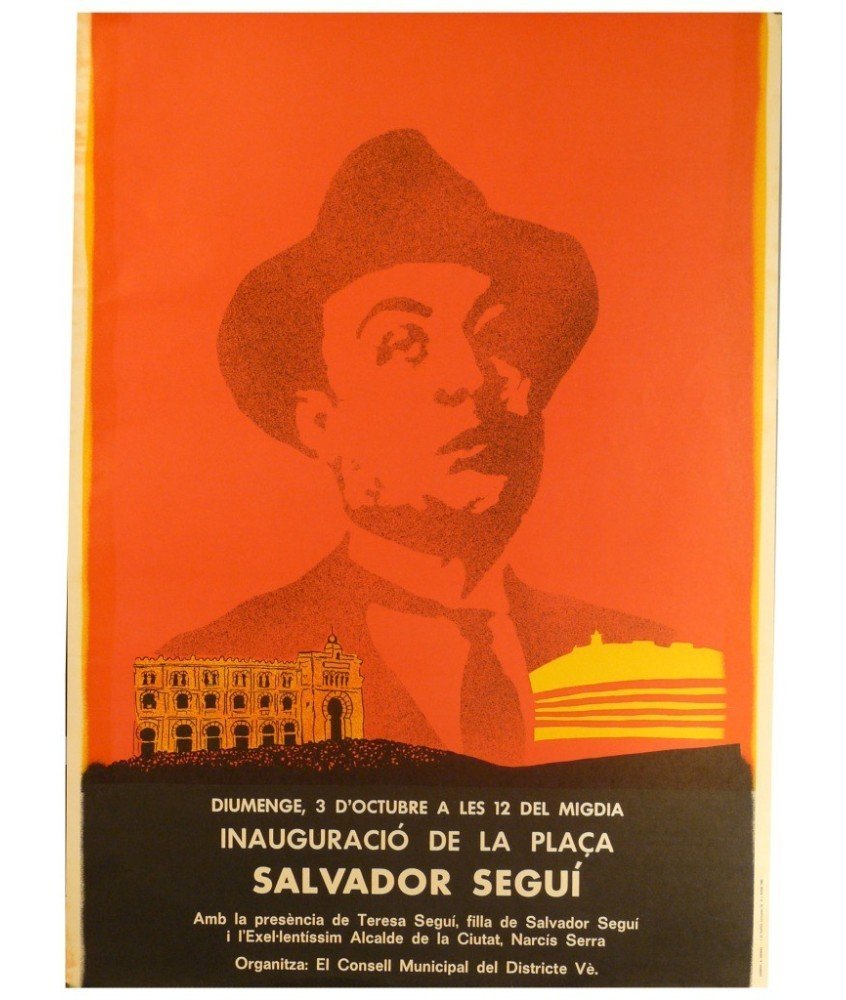 DIUMENGE, 3 D'OCTUBRE A LES 12 DEL MIGDIA
INAUGURACIÓ DE LA PLAÇA
SALVADOR SEGUÍ
Amb la presència de Teresa Seguí, filla de Salvador Seguí
i l'Exel·lentíssim Alcalde de la Ciutat, Narcís Serra
Organitza: El Consell Municipal del Districte Vè.